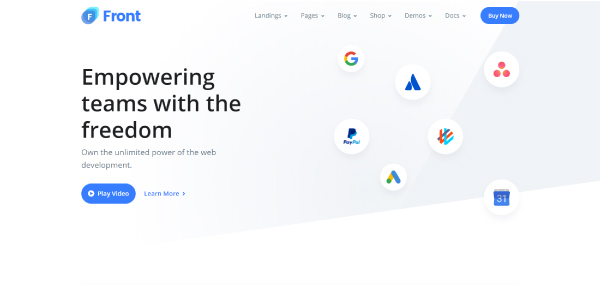 Front
Landings Pages Blog Shop Demos Docs Buy Now
Empowering
teams with the
freedom
Own the unlimited power of the web
development.
Play Video Learn More
PayPal
31